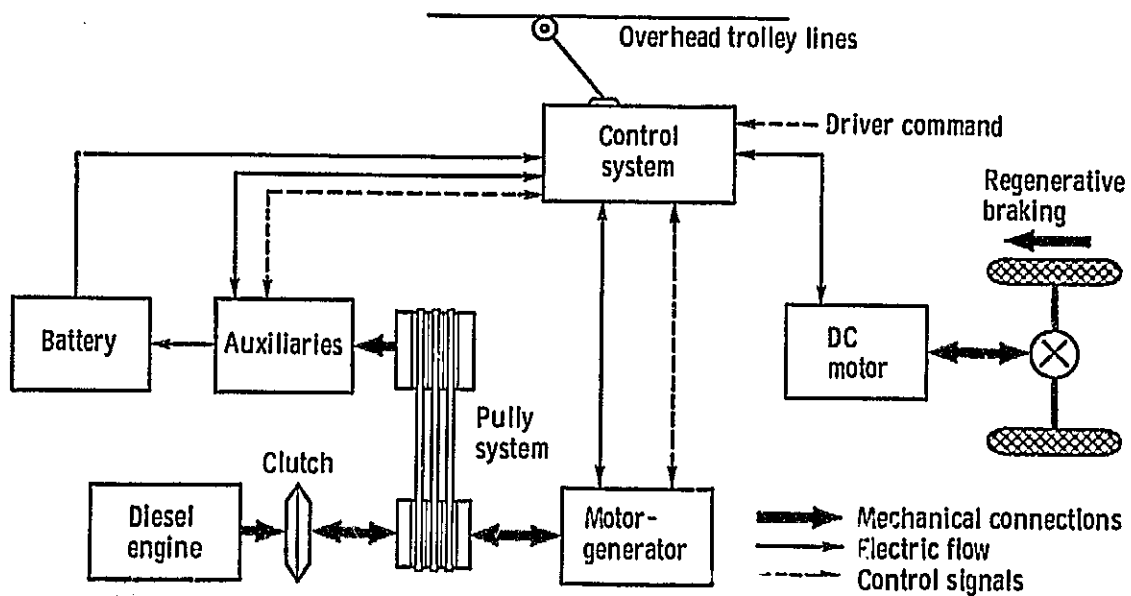 Overhead trolley lines
Control
system
Driver command
Regenerative
braking
Battery
Auxiliaries
DC
motor
Pully
system
Clutch
Diesel
engine
Motor-
generator
Mechanical connections
Electric flow
Control signals